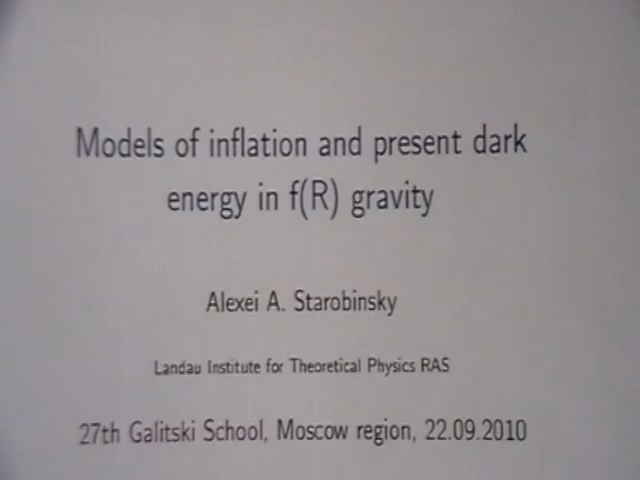 Models of inflation and present dark
energy in f(R) gravity
Alexei A. Starobinsky
Landau Institute for Theoretical Physics RAS
27th Galitski School, Moscow region, 22.09.2010